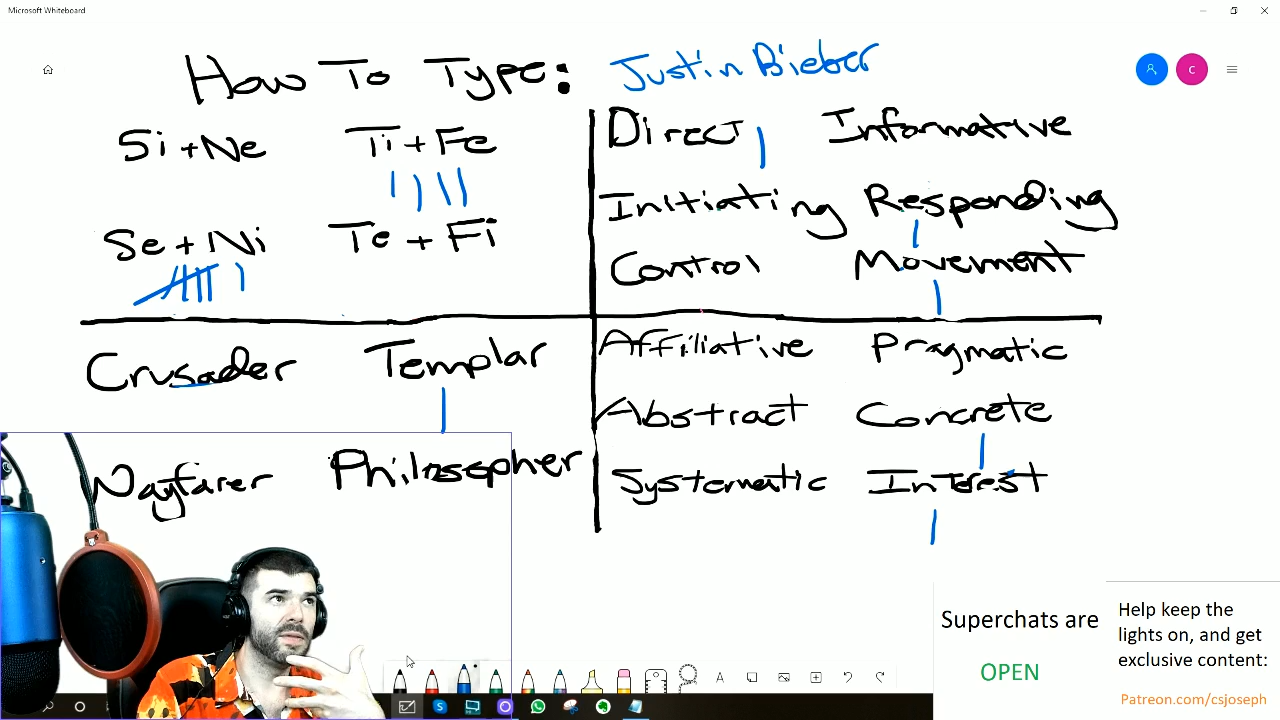 Microsoft Whiteboard
How To Type: Justin Bieber
Si + Ne Ti + Fe
Se + Ni Te + Fi
Direct Informative
Initiating Responding
Control Movement
Crusader Templar
Wayfarer Philosopher
Affiliative Pragmatic
Abstract Concrete
Systematic Interest
C
A
Superchats are
OPEN
Help keep the
lights on, and get
exclusive content:
Patreon.com/csjoseph